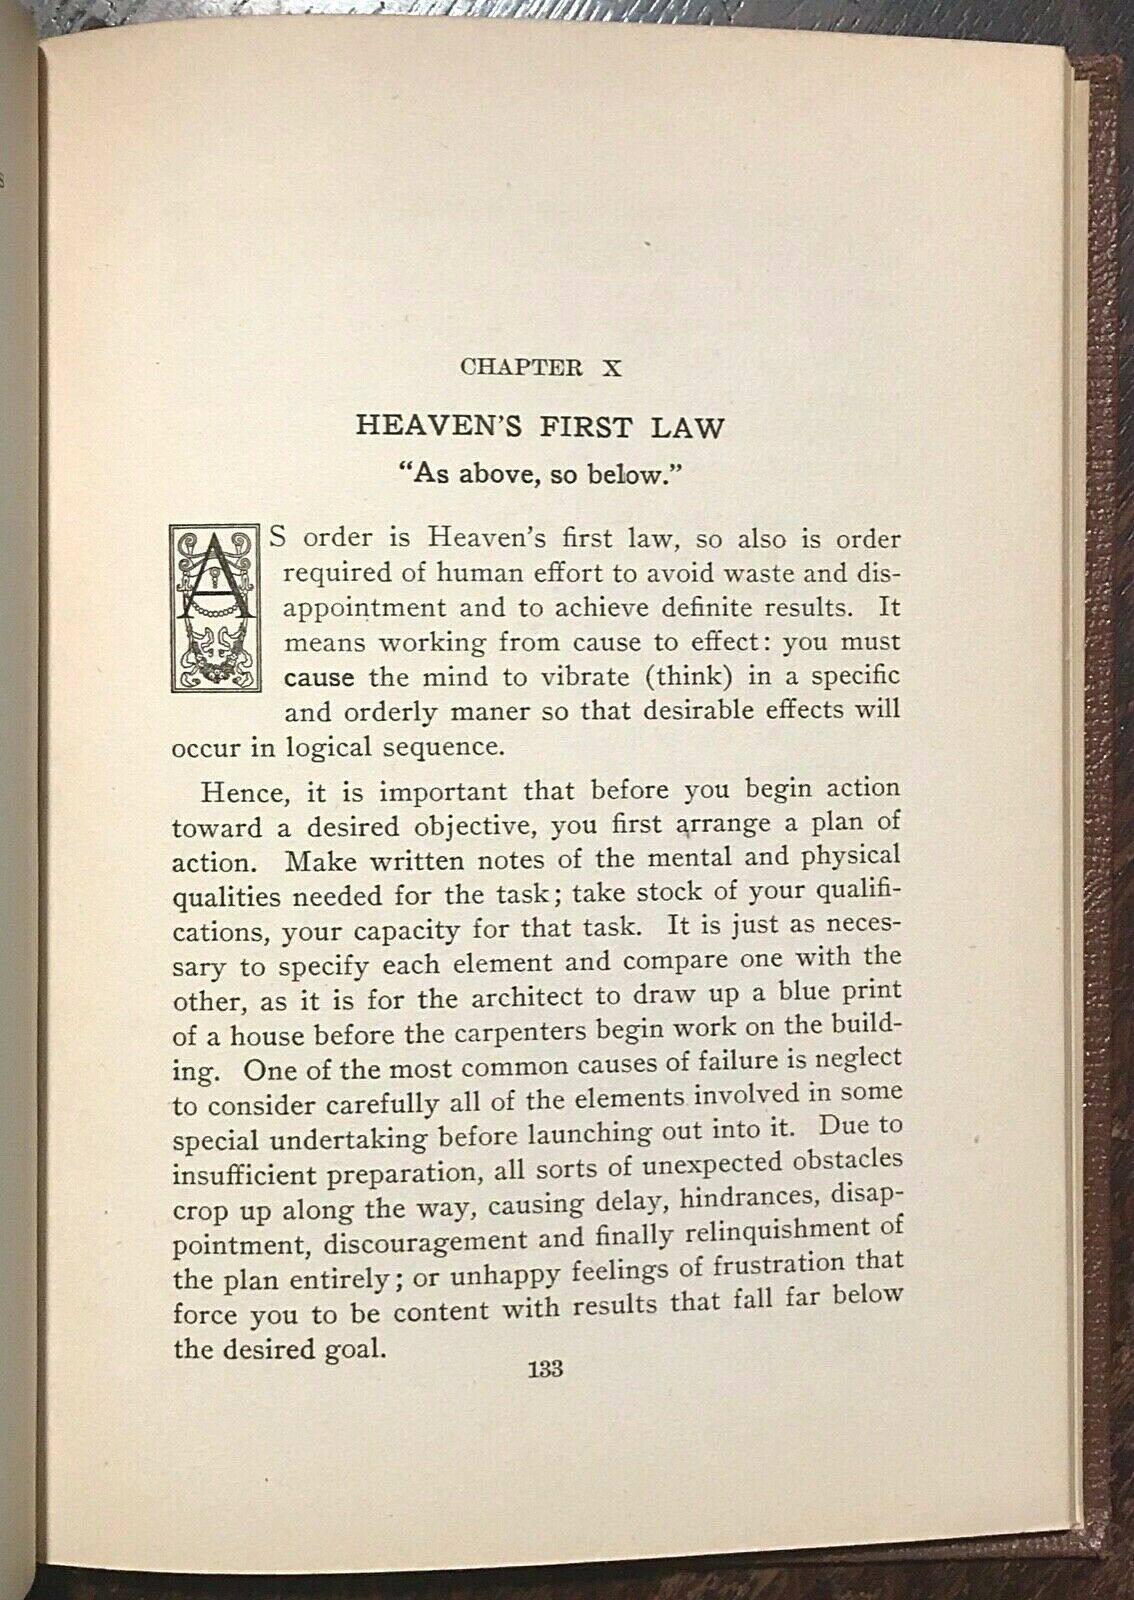 CHAPTER X
HEAVEN'S FIRST LAW
“As above, so below.”
AS order is Heaven's first law, so also is order
required of human effort to avoid waste and dis-
appointment and to achieve definite results. It
means working from cause to effect: you must
cause the mind to vibrate (think) in a specific
and orderly maner so that desirable effects will
occur in logical sequence.
Hence, it is important that before you begin action
toward a desired objective, you first arrange a plan of
action. Make written notes of the mental and physical
qualities needed for the task; take stock of your qualifi-
cations, your capacity for that task. It is just as neces-
sary to specify each element and compare one with the
other, as it is for the architect to draw up a blue print
of a house before the carpenters begin work on the build-
ing. One of the most common causes of failure is neglect
to consider carefully all of the elements involved in some
special undertaking before launching out into it. Due to
insufficient preparation, all sorts of unexpected obstacles
crop up along the way, causing delay, hindrances, disap-
pointment, discouragement and finally relinquishment of
the plan entirely; or unhappy feelings of frustration that
force you to be content with results that fall far below
the desired goal.
133